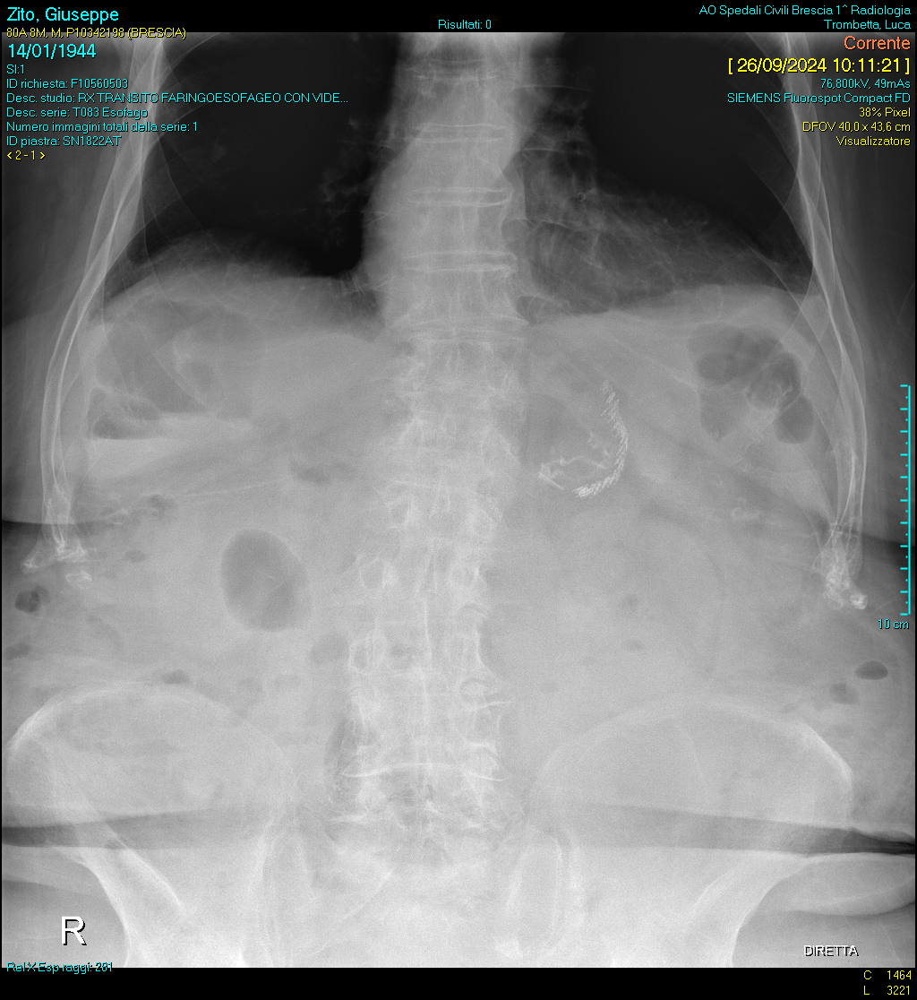 Zito, Giuseppe
80A 8M, M, P10342198 (BRESCIA)
14/01/1944
SI:1
ID richiesta: F10560503
Desc. studio: RX TRANSITO FARINGOESOFAGEO CON VIDE...
Desc. serie: T083 Esofago
Numero immagini totali della serie: 1
ID piastra: SN1822AT
< 2 - 1 >
Risultati: 0
AO Spedali Civili Brescia 1^ Radiologia
Trombetta, Luca
Corrente
[ 26/09/2024 10:11:21 ]
76,800kV, 49mAs
SIEMENS Fluorospot Compact FD
38% Pixel
DFOV 40,0 x 43,6 cm
Visualizzatore
10 cm
R
DIRETTA
Rel X Esp raggi: 201
C 1464
L 3221